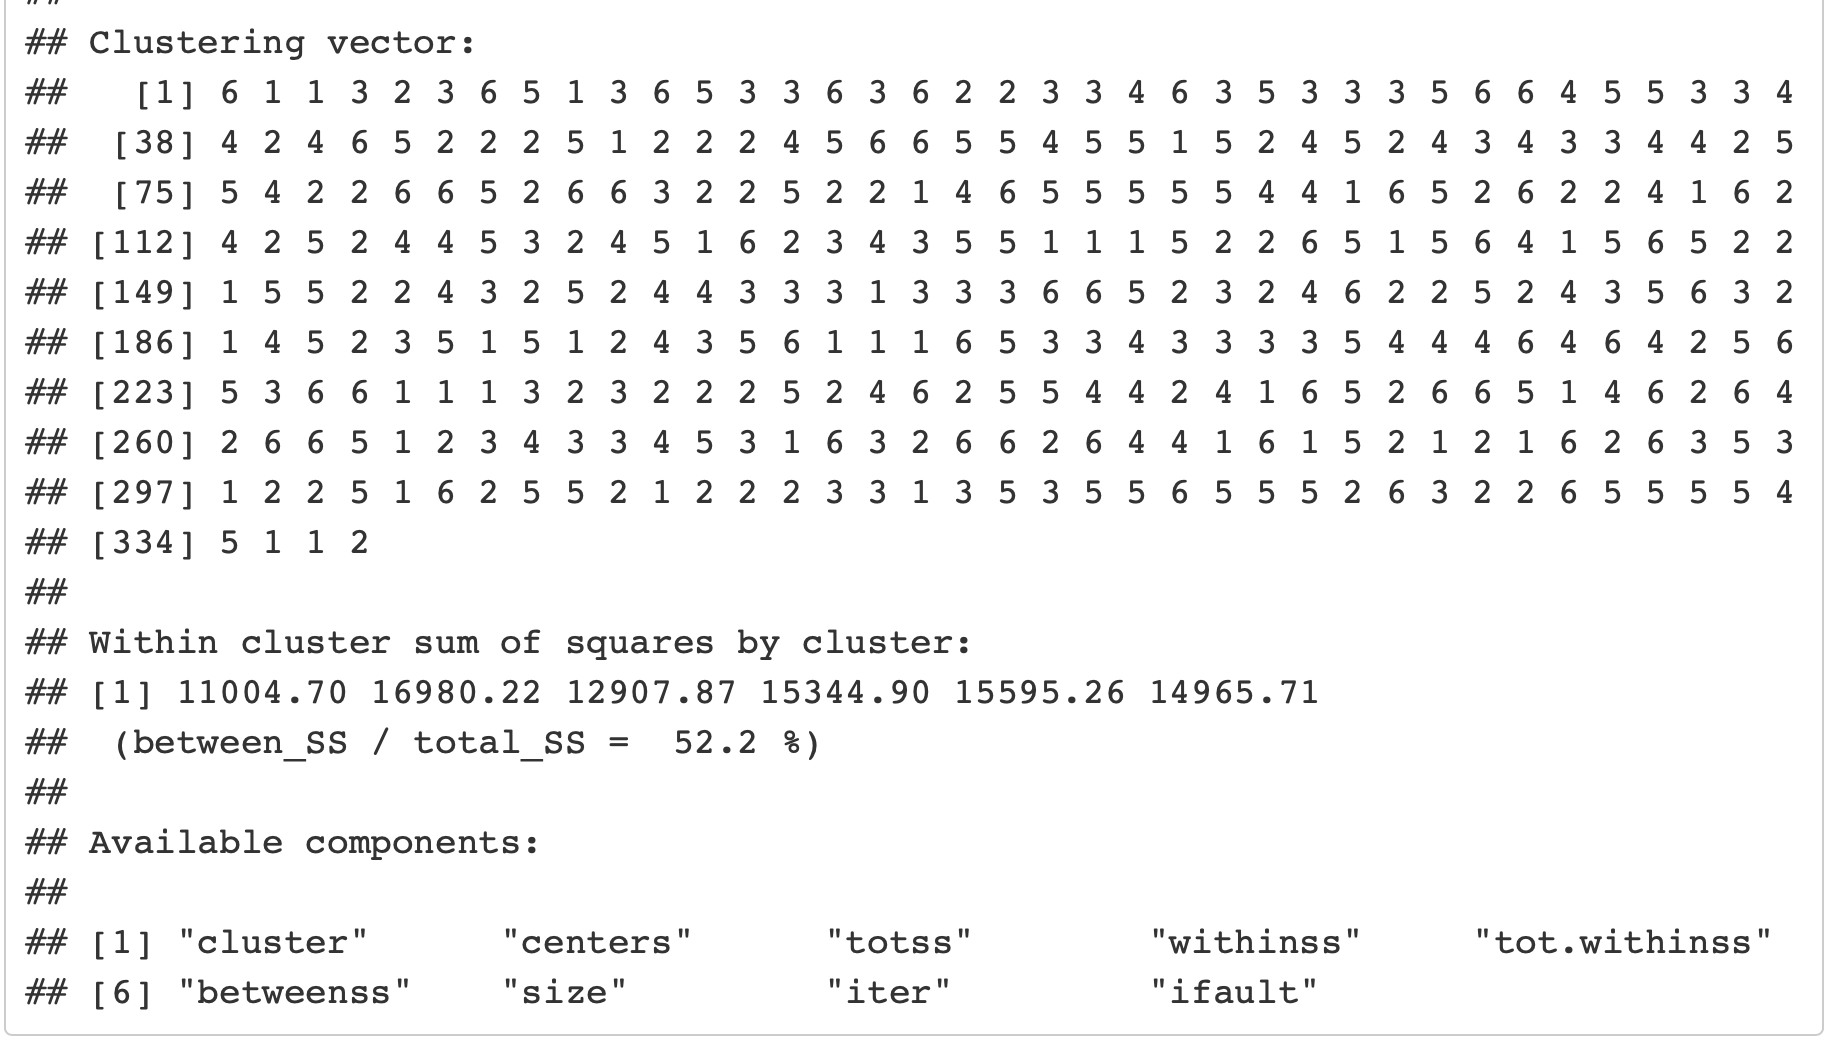 ##
## Clustering vector:
##   [1] 6 1 1 3 2 3 6 5 1 3 6 5 3 3 6 3 6 2 2 3 3 4 6 3 5 3 3 3 5 6 6 4 5 5 3 3 4
##  [38] 4 2 4 6 5 2 2 2 5 1 2 2 2 4 5 6 6 5 5 4 5 5 1 5 2 4 5 2 4 3 4 3 3 4 4 2 5
##  [75] 5 4 2 2 6 6 5 2 6 6 3 2 2 5 2 2 1 4 6 5 5 5 5 5 4 4 1 6 5 2 6 2 2 4 1 6 2
## [112] 4 2 5 2 4 4 5 3 2 4 5 1 6 2 3 4 3 5 5 1 1 1 5 2 2 6 5 1 5 6 4 1 5 6 5 2 2
## [149] 1 5 5 2 2 4 3 2 5 2 4 4 3 3 3 1 3 3 3 6 6 5 2 3 2 4 6 2 2 5 2 4 3 5 6 3 2
## [186] 1 4 5 2 3 5 1 5 1 2 4 3 5 6 1 1 1 6 5 3 3 4 3 3 3 3 5 4 4 4 6 4 6 4 2 5 6
## [223] 5 3 6 6 1 1 1 3 2 3 2 2 2 5 2 4 6 2 5 5 4 4 2 4 1 6 5 2 6 6 5 1 4 6 2 6 4
## [260] 2 6 6 5 1 2 3 4 3 3 4 5 3 1 6 3 2 6 6 2 6 4 4 1 6 1 5 2 1 2 1 6 2 6 3 5 3
## [297] 1 2 2 5 1 6 2 5 5 2 1 2 2 2 3 3 1 3 5 3 5 5 6 5 5 5 2 6 3 2 2 6 5 5 5 5 4
## [334] 5 1 1 2
##
## Within cluster sum of squares by cluster:
## [1] 11004.70 16980.22 12907.87 15344.90 15595.26 14965.71
##  (between_SS / total_SS =  52.2 %)
##
## Available components:
##
## [1] "cluster"      "centers"      "totss"        "withinss"     "tot.withinss"
## [6] "betweenss"    "size"         "iter"         "ifault"